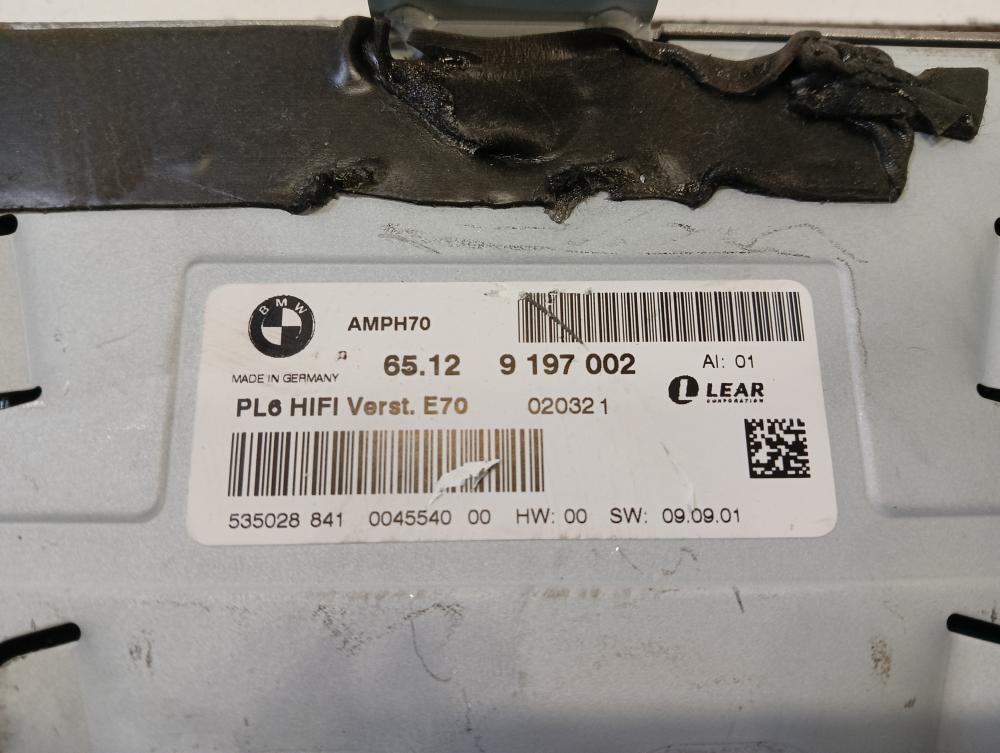 BMW
AMPH70
65.12 9 197 002 AI: 01
MADE IN GERMANY
LEAR
CORPORATION
PL6 HIFI Verst. E70 020321
535028 841 0045540 00 HW: 00 SW: 09.09.01